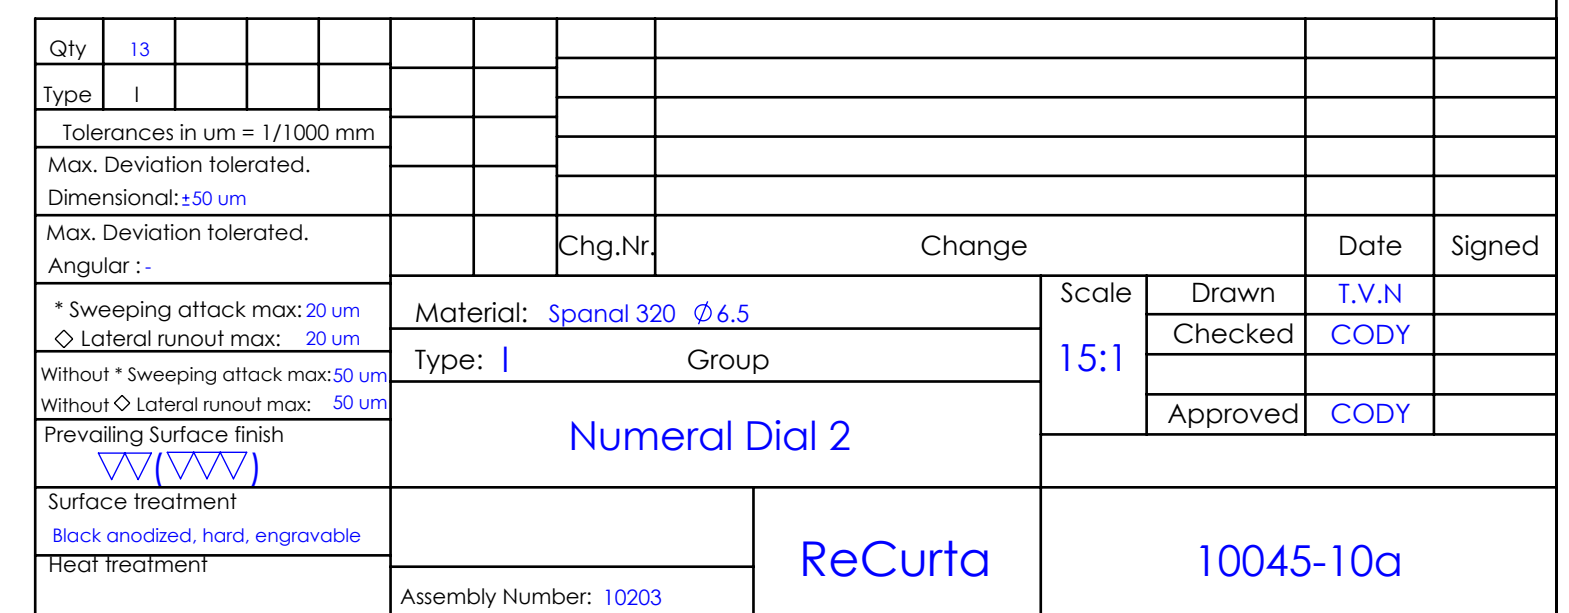 Qty 13
Type I
Tolerances in um = 1/1000 mm
Max. Deviation tolerated.
Dimensional: ±50 um
Max. Deviation tolerated.
Angular : -
* Sweeping attack max: 20 um
◇ Lateral runout max: 20 um
Without * Sweeping attack max: 50 um
Without ◇ Lateral runout max: 50 um
Prevailing Surface finish
▽▽(▽▽▽)
Surface treatment
Black anodized, hard, engravable
Heat treatment
Chg.Nr. Change Date Signed
Material: Spanal 320 ∅6.5
Type: I Group
Numeral Dial 2
Scale
15:1
Drawn T.V.N
Checked CODY
Approved CODY
Assembly Number: 10203
ReCurta
10045-10a